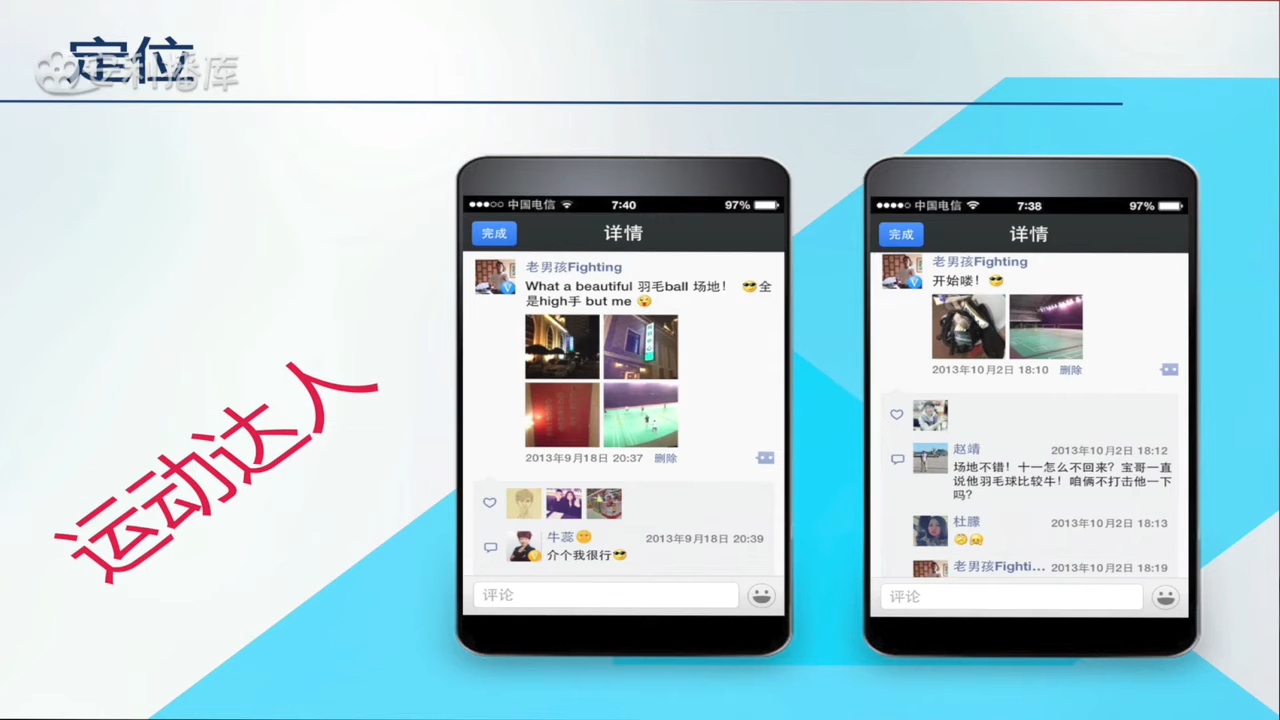 定位
安利播库
运动达人
中国电信
7:40
97%
完成
详情
老男孩Fighting
What a beautiful 羽毛ball 场地! 😎全
是high手 but me 😵
2013年9月18日 20:37 删除
牛蕊🌞
2013年9月18日 20:39
介个我很行😎
评论
中国电信
7:38
97%
完成
详情
老男孩Fighting
开始喽! 😎
2013年10月2日 18:10 删除
赵靖
2013年10月2日 18:12
场地不错! 十一怎么不回来? 宝哥一直
说他羽毛球比较牛! 咱俩不打击他一下
吗?
杜朦
2013年10月2日 18:13
老男孩Fighti... 2013年10月2日 18:19
评论